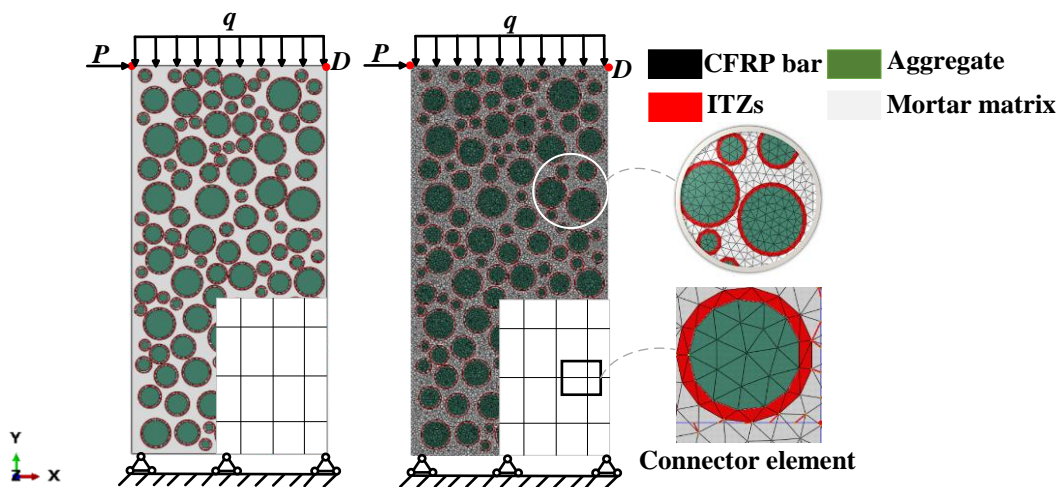 q
q
P
D
P
D
CFRP bar
Aggregate
ITZs
Mortar matrix
Y
Z
X
Connector element